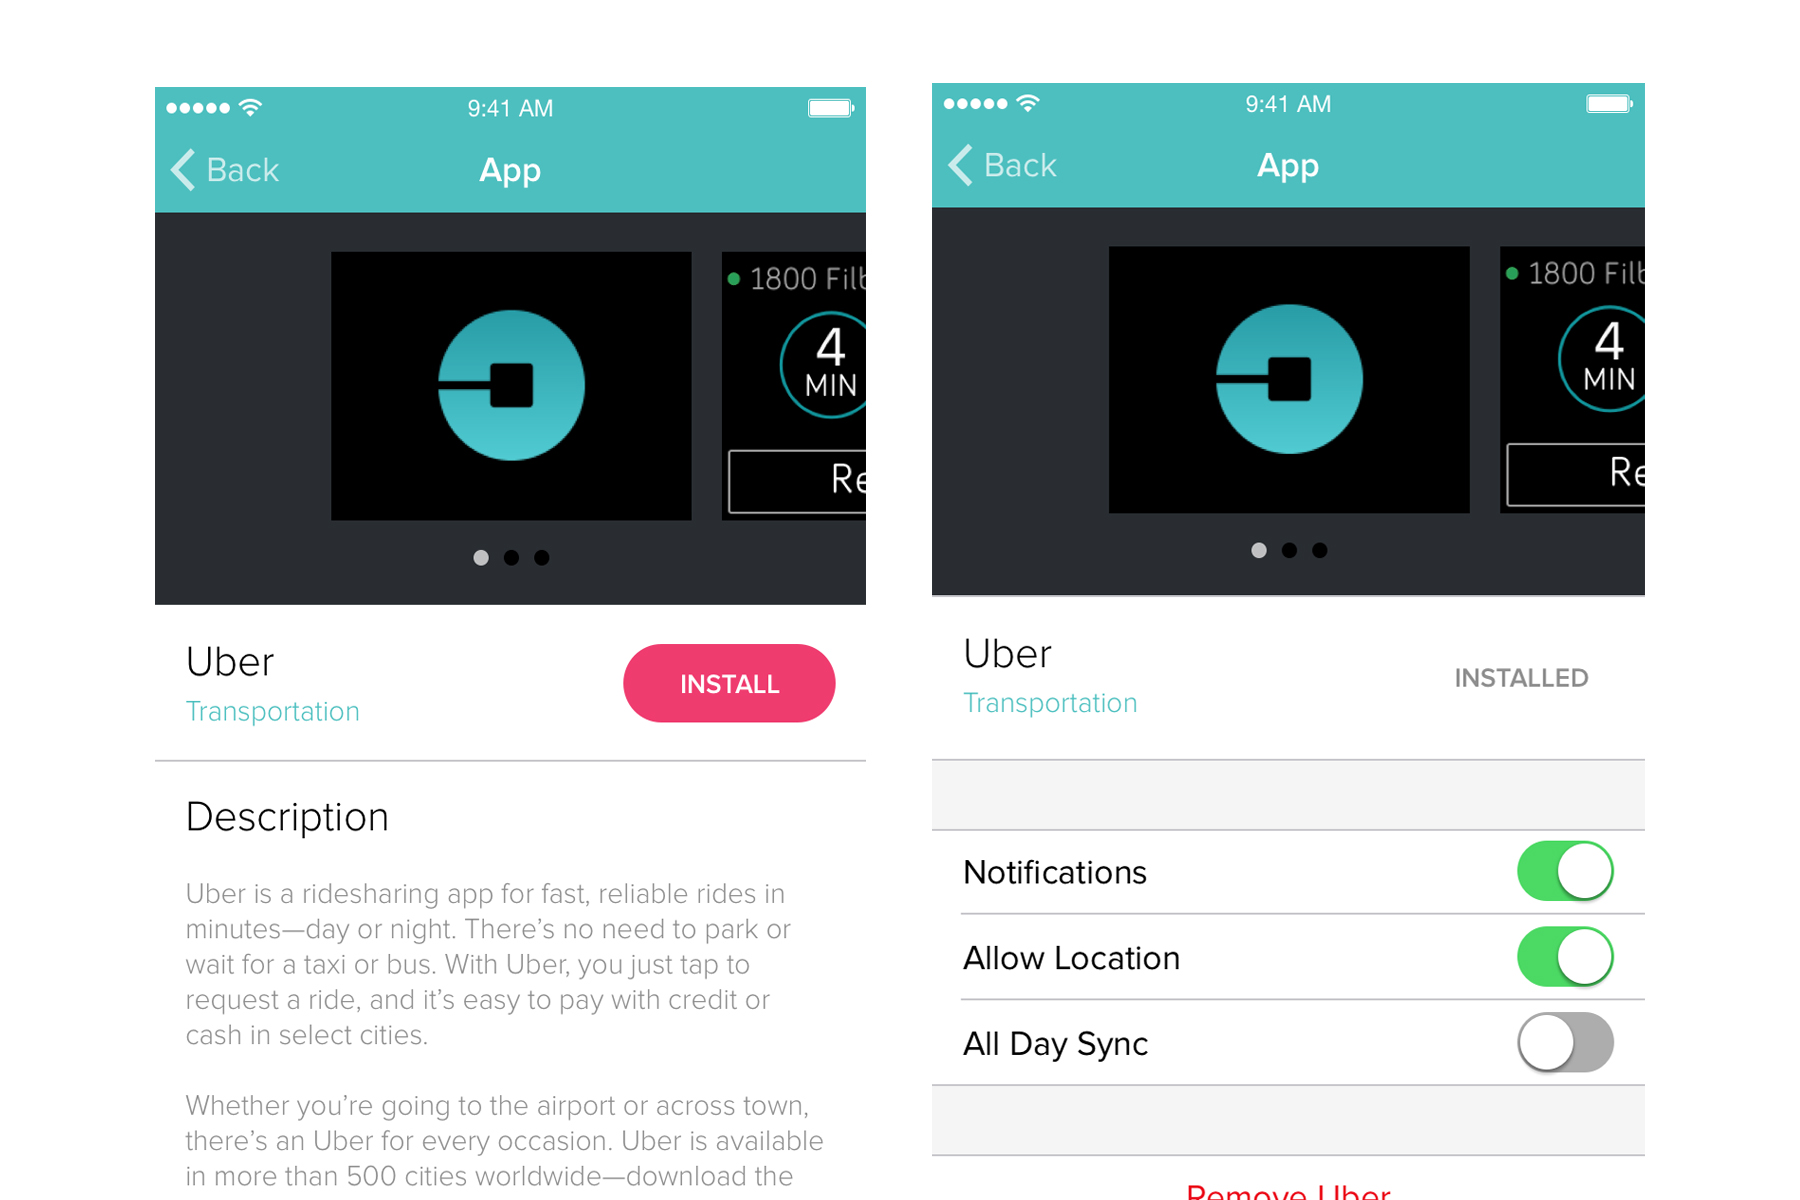 9:41 AM
Back
App
1800 Filb
4
MIN
Re
Uber
INSTALL
Transportation
Description
Uber is a ridesharing app for fast, reliable rides in
minutes—day or night. There’s no need to park or
wait for a taxi or bus. With Uber, you just tap to
request a ride, and it’s easy to pay with credit or
cash in select cities.
Whether you’re going to the airport or across town,
there’s an Uber for every occasion. Uber is available
in more than 500 cities worldwide—download the
9:41 AM
Back
App
1800 Filb
4
MIN
Re
Uber
INSTALLED
Transportation
Notifications
Allow Location
All Day Sync
Remove Uber